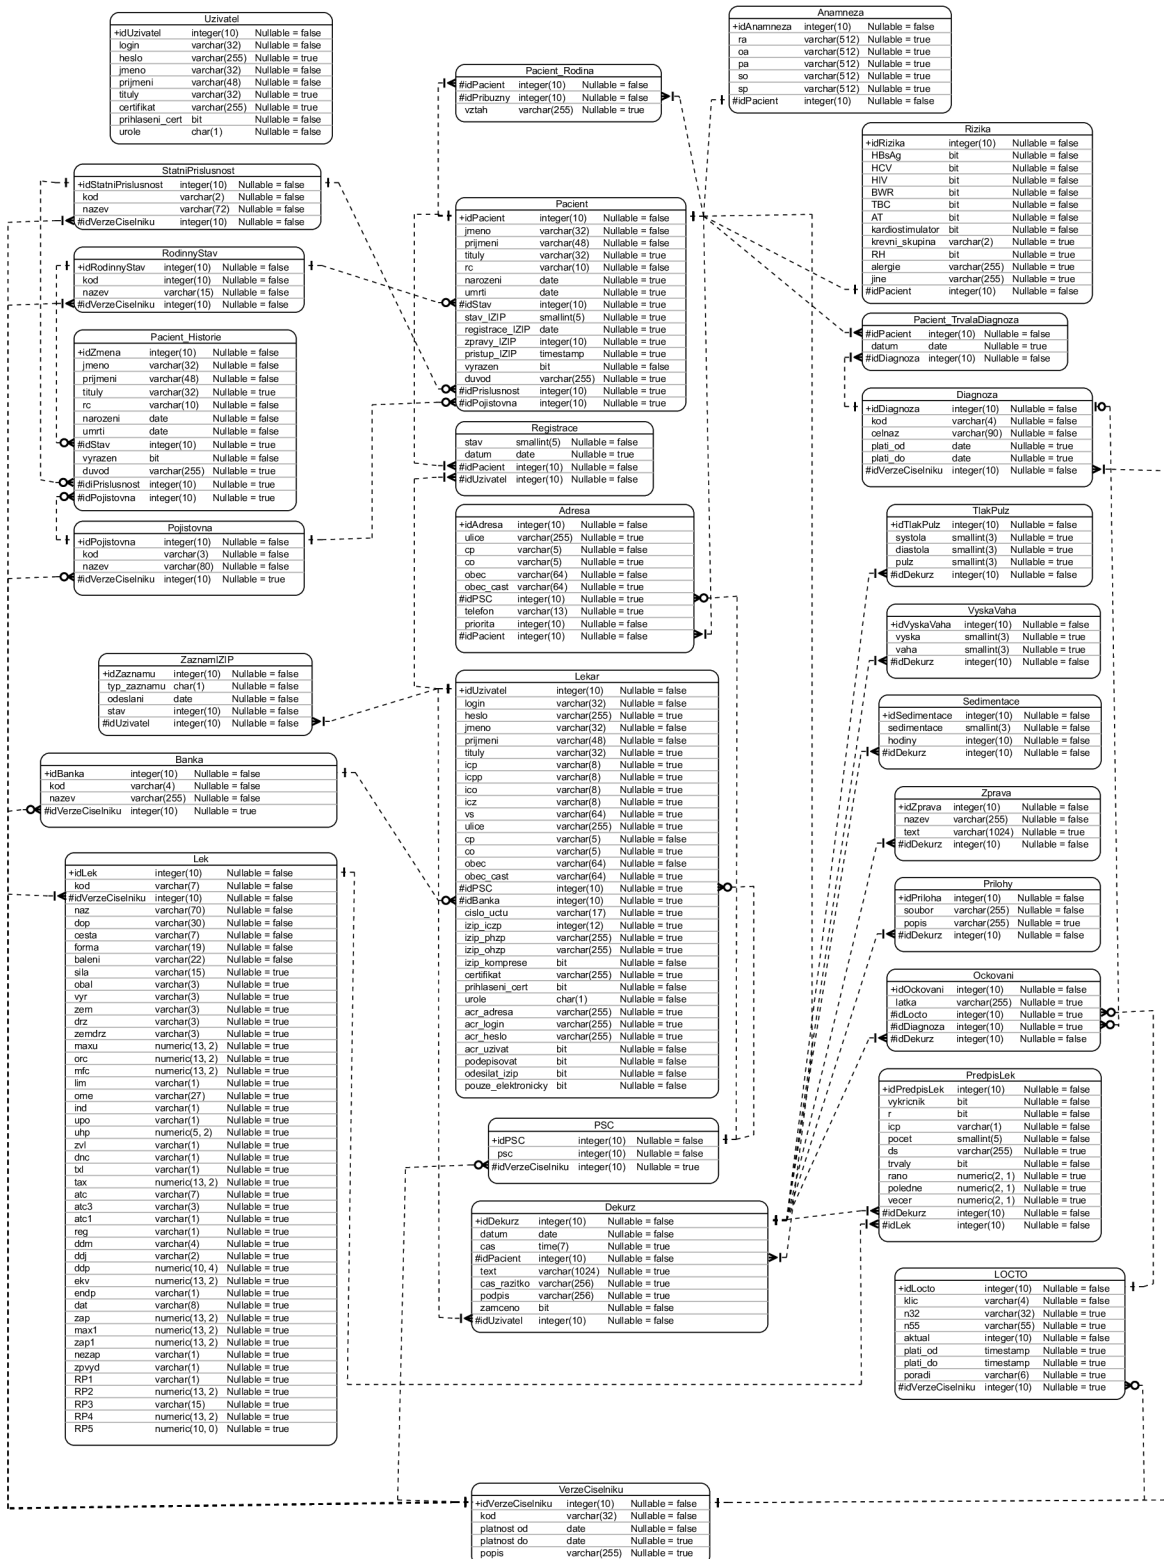 Uzivatel
+idUzivatel integer(10) Nullable = false
login varchar(32) Nullable = false
heslo varchar(255) Nullable = true
jmeno varchar(32) Nullable = false
prijmeni varchar(48) Nullable = false
tituly varchar(32) Nullable = true
certifikat varchar(255) Nullable = true
prihlaseni_cert bit Nullable = false
urole char(1) Nullable = false
StatniPrislusnost
+idStatniPrislusnost integer(10) Nullable = false
kod varchar(2) Nullable = false
nazev varchar(72) Nullable = false
#idVerzeCiselniku integer(10) Nullable = false
RodinnyStav
+idRodinnyStav integer(10) Nullable = false
kod integer(10) Nullable = false
nazev varchar(15) Nullable = false
#idVerzeCiselniku integer(10) Nullable = false
Pacient_Historie
+idZmena integer(10) Nullable = false
jmeno varchar(32) Nullable = false
prijmeni varchar(48) Nullable = false
tituly varchar(32) Nullable = true
rc varchar(10) Nullable = false
narozeni date Nullable = false
umrti date Nullable = false
#idStav integer(10) Nullable = true
vyrazen bit Nullable = false
duvod varchar(255) Nullable = true
#idiPrislusnost integer(10) Nullable = true
#idPojistovna integer(10) Nullable = true
Pojistovna
+idPojistovna integer(10) Nullable = false
kod varchar(3) Nullable = false
nazev varchar(80) Nullable = false
#idVerzeCiselniku integer(10) Nullable = true
ZaznamIZIP
+idZaznamu integer(10) Nullable = false
typ_zaznamu char(1) Nullable = false
odeslani date Nullable = false
stav integer(10) Nullable = false
#idUzivatel integer(10) Nullable = false
Banka
+idBanka integer(10) Nullable = false
kod varchar(4) Nullable = false
nazev varchar(255) Nullable = false
#idVerzeCiselniku integer(10) Nullable = true
Lek
+idLek integer(10) Nullable = false
kod varchar(7) Nullable = false
#idVerzeCiselniku integer(10) Nullable = false
naz varchar(70) Nullable = false
dop varchar(30) Nullable = false
cesta varchar(7) Nullable = false
forma varchar(19) Nullable = false
baleni varchar(22) Nullable = false
sila varchar(15) Nullable = true
obal varchar(3) Nullable = true
vyr varchar(3) Nullable = true
zem varchar(3) Nullable = true
drz varchar(3) Nullable = true
zemdrz varchar(3) Nullable = true
maxu numeric(13, 2) Nullable = true
orc numeric(13, 2) Nullable = true
mfc numeric(13, 2) Nullable = true
lim varchar(1) Nullable = true
ome varchar(27) Nullable = true
ind varchar(1) Nullable = true
upo varchar(1) Nullable = true
uhp numeric(5, 2) Nullable = true
zvl varchar(1) Nullable = true
dnc varchar(1) Nullable = true
txl varchar(1) Nullable = true
tax numeric(13, 2) Nullable = true
atc varchar(7) Nullable = true
atc3 varchar(3) Nullable = true
atc1 varchar(1) Nullable = true
reg varchar(1) Nullable = true
ddm varchar(4) Nullable = true
ddj varchar(2) Nullable = true
ddp numeric(10, 4) Nullable = true
ekv numeric(13, 2) Nullable = true
endp varchar(1) Nullable = true
dat varchar(8) Nullable = true
zap numeric(13, 2) Nullable = true
max1 numeric(13, 2) Nullable = true
zap1 numeric(13, 2) Nullable = true
nezap varchar(1) Nullable = true
zpvyd varchar(1) Nullable = true
RP1 varchar(1) Nullable = true
RP2 numeric(13, 2) Nullable = true
RP3 varchar(15) Nullable = true
RP4 numeric(13, 2) Nullable = true
RP5 numeric(10, 0) Nullable = true
Pacient_Rodina
#idPacient integer(10) Nullable = false
#idPribuzny integer(10) Nullable = false
vztah varchar(255) Nullable = true
Pacient
+idPacient integer(10) Nullable = false
jmeno varchar(32) Nullable = false
prijmeni varchar(48) Nullable = false
tituly varchar(32) Nullable = true
rc varchar(10) Nullable = false
narozeni date Nullable = true
umrti date Nullable = true
#idStav integer(10) Nullable = true
stav_IZIP smallint(5) Nullable = true
registrace_IZIP date Nullable = true
zpravy_IZIP integer(10) Nullable = true
pristup_IZIP timestamp Nullable = true
vyrazen bit Nullable = false
duvod varchar(255) Nullable = true
#idPrislusnost integer(10) Nullable = true
#idPojistovna integer(10) Nullable = true
Registrace
stav smallint(5) Nullable = false
datum date Nullable = true
#idPacient integer(10) Nullable = false
#idUzivatel integer(10) Nullable = false
Adresa
+idAdresa integer(10) Nullable = false
ulice varchar(255) Nullable = true
cp varchar(5) Nullable = false
co varchar(5) Nullable = true
obec varchar(64) Nullable = false
obec_cast varchar(64) Nullable = true
#idPSC integer(10) Nullable = true
telefon varchar(13) Nullable = true
priorita integer(10) Nullable = true
#idPacient integer(10) Nullable = false
Lekar
+idUzivatel integer(10) Nullable = false
login varchar(32) Nullable = false
heslo varchar(255) Nullable = true
jmeno varchar(32) Nullable = false
prijmeni varchar(48) Nullable = false
tituly varchar(32) Nullable = true
icp varchar(8) Nullable = true
icpp varchar(8) Nullable = true
ico varchar(8) Nullable = true
icz varchar(8) Nullable = true
vs varchar(64) Nullable = true
ulice varchar(255) Nullable = true
cp varchar(5) Nullable = false
co varchar(5) Nullable = true
obec varchar(64) Nullable = false
obec_cast varchar(64) Nullable = true
#idPSC integer(10) Nullable = true
#idBanka integer(10) Nullable = true
cislo_uctu varchar(17) Nullable = true
izip_iczp integer(12) Nullable = true
izip_phzp varchar(255) Nullable = true
izip_ohzp varchar(255) Nullable = true
izip_komprese bit Nullable = false
certifikat varchar(255) Nullable = true
prihlaseni_cert bit Nullable = false
urole char(1) Nullable = false
acr_adresa varchar(255) Nullable = true
acr_login varchar(255) Nullable = true
acr_heslo varchar(255) Nullable = true
acr_uzivat bit Nullable = false
podepisovat bit Nullable = false
odesilat_izip bit Nullable = false
pouze_elektronicky bit Nullable = false
PSC
+idPSC integer(10) Nullable = false
psc integer(10) Nullable = false
#idVerzeCiselniku integer(10) Nullable = true
Dekurz
+idDekurz integer(10) Nullable = false
datum date Nullable = false
cas time(7) Nullable = true
#idPacient integer(10) Nullable = false
text varchar(1024) Nullable = true
cas_razitko varchar(256) Nullable = true
podpis varchar(256) Nullable = true
zamceno bit Nullable = false
#idUzivatel integer(10) Nullable = false
VerzeCiselniku
+idVerzeCiselniku integer(10) Nullable = false
kod varchar(32) Nullable = false
platnost od date Nullable = false
platnost do date Nullable = true
popis varchar(255) Nullable = true
Anamneza
+idAnamneza integer(10) Nullable = false
ra varchar(512) Nullable = true
oa varchar(512) Nullable = true
pa varchar(512) Nullable = true
so varchar(512) Nullable = true
sp varchar(512) Nullable = true
#idPacient integer(10) Nullable = false
Rizika
+idRizika integer(10) Nullable = false
HBsAg bit Nullable = false
HCV bit Nullable = false
HIV bit Nullable = false
BWR bit Nullable = false
TBC bit Nullable = false
AT bit Nullable = false
kardiostimulator bit Nullable = false
krevni_skupina varchar(2) Nullable = true
RH bit Nullable = true
alergie varchar(255) Nullable = true
jine varchar(255) Nullable = true
#idPacient integer(10) Nullable = false
Pacient_TrvalaDiagnoza
#idPacient integer(10) Nullable = false
datum date Nullable = true
#idDiagnoza integer(10) Nullable = false
Diagnoza
+idDiagnoza integer(10) Nullable = false
kod varchar(4) Nullable = false
celnaz varchar(90) Nullable = false
plati_od date Nullable = true
plati_do date Nullable = true
#idVerzeCiselniku integer(10) Nullable = false
TlakPulz
+idTlakPulz integer(10) Nullable = false
systola smallint(3) Nullable = true
diastola smallint(3) Nullable = true
pulz smallint(3) Nullable = true
#idDekurz integer(10) Nullable = false
VyskaVaha
+idVyskaVaha integer(10) Nullable = false
vyska smallint(3) Nullable = true
vaha smallint(3) Nullable = true
#idDekurz integer(10) Nullable = false
Sedimentace
+idSedimentace integer(10) Nullable = false
sedimentace smallint(3) Nullable = false
hodiny integer(10) Nullable = false
#idDekurz integer(10) Nullable = false
Zprava
+idZprava integer(10) Nullable = false
nazev varchar(255) Nullable = false
text varchar(1024) Nullable = true
#idDekurz integer(10) Nullable = false
Prilohy
+idPriloha integer(10) Nullable = false
soubor varchar(255) Nullable = false
popis varchar(255) Nullable = true
#idDekurz integer(10) Nullable = false
Ockovani
+idOckovani integer(10) Nullable = false
latka varchar(255) Nullable = true
#idLocto integer(10) Nullable = true
#idDiagnoza integer(10) Nullable = true
#idDekurz integer(10) Nullable = false
PredpisLek
+idPredpisLek integer(10) Nullable = false
vykricnik bit Nullable = false
r bit Nullable = false
icp varchar(1) Nullable = false
pocet smallint(5) Nullable = false
ds varchar(255) Nullable = true
trvaly bit Nullable = false
rano numeric(2, 1) Nullable = true
poledne numeric(2, 1) Nullable = true
vecer numeric(2, 1) Nullable = true
#idDekurz integer(10) Nullable = false
#idLek integer(10) Nullable = false
LOCTO
+idLocto integer(10) Nullable = false
klic varchar(4) Nullable = false
n32 varchar(32) Nullable = true
n55 varchar(55) Nullable = true
aktual integer(10) Nullable = false
plati_od timestamp Nullable = true
plati_do timestamp Nullable = true
poradi varchar(6) Nullable = true
#idVerzeCiselniku integer(10) Nullable = true